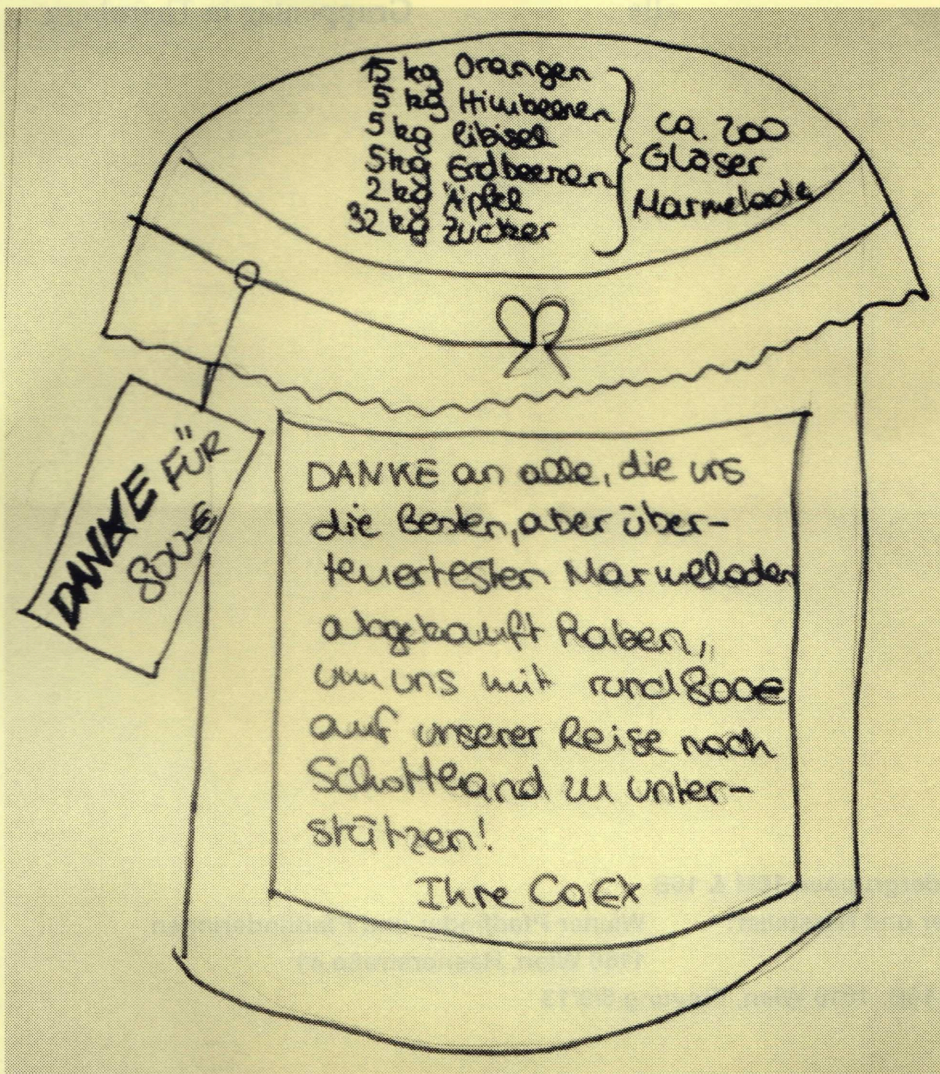 15 kg Orangen
5 kg Himbeeren
5 kg Ribisel
5 kg Erdbeeren
2 kg Äpfel
32 kg Zucker
ca. 200
Gläser
Marmelade
DANKE FÜR
800€
DANKE an alle, die uns
die Besten, aber über-
teuertesten Marmeladen
abgekauft haben,
um uns mit rund 800€
auf unserer Reise nach
Schottland zu unter-
stützen!
Ihre CaEx